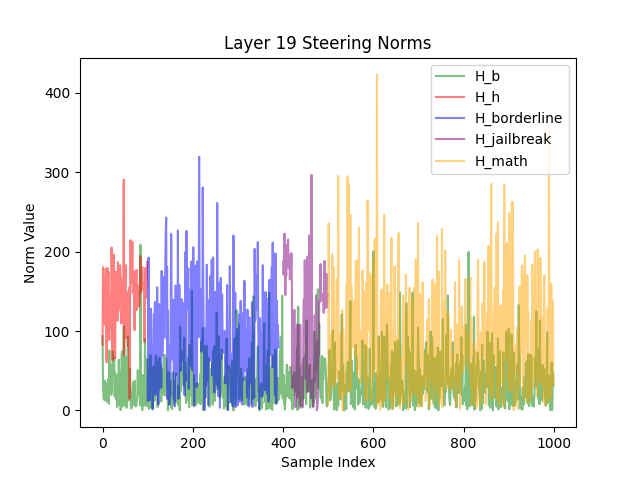 Layer 19 Steering Norms
H_b
H_h
H_borderline
H_jailbreak
H_math
Norm Value
400
300
200
100
0
0 200 400 600 800 1000
Sample Index